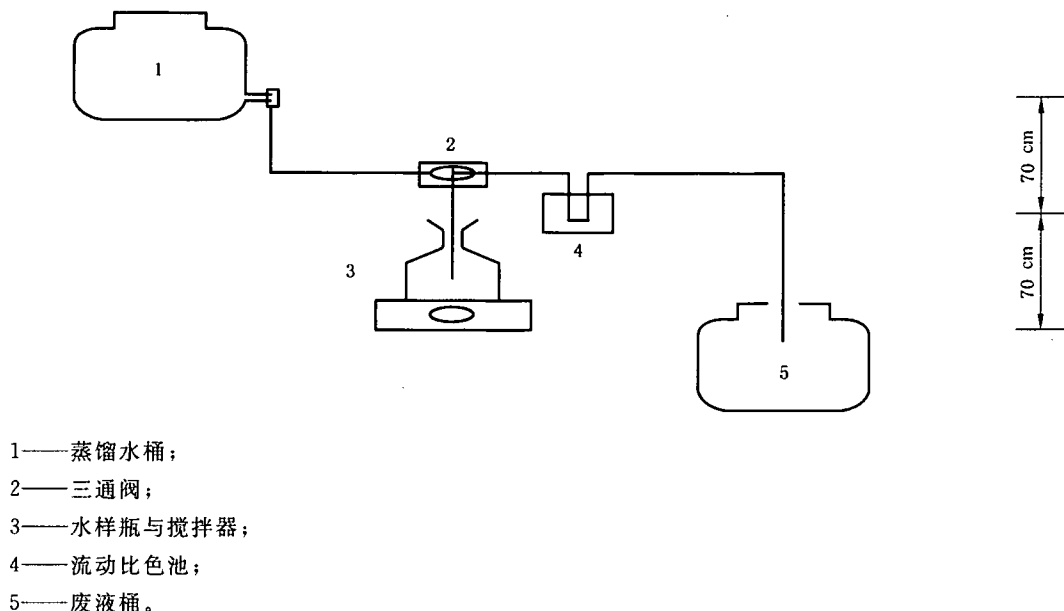 1
2
3
4
5
70 cm
70 cm
1——蒸馏水桶；
2——三通阀；
3——水样瓶与搅拌器；
4——流动比色池；
5——废液桶。